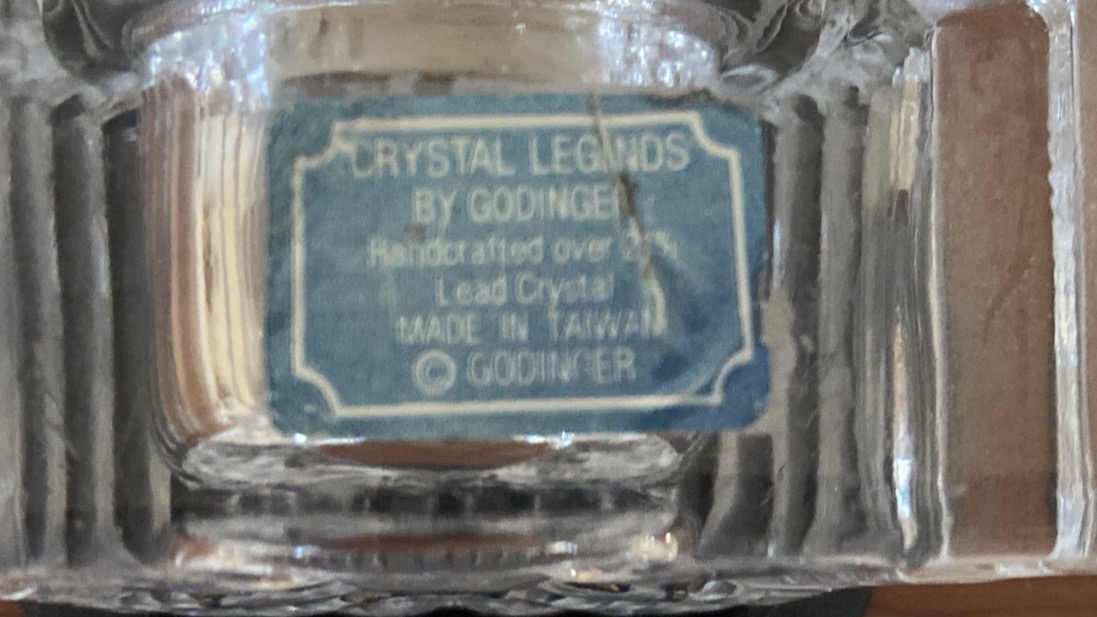 CRYSTAL LEGENDS
BY GODINGER
Handcrafted over
Lead Crystal
MADE IN TAIWAN
© GODINGER